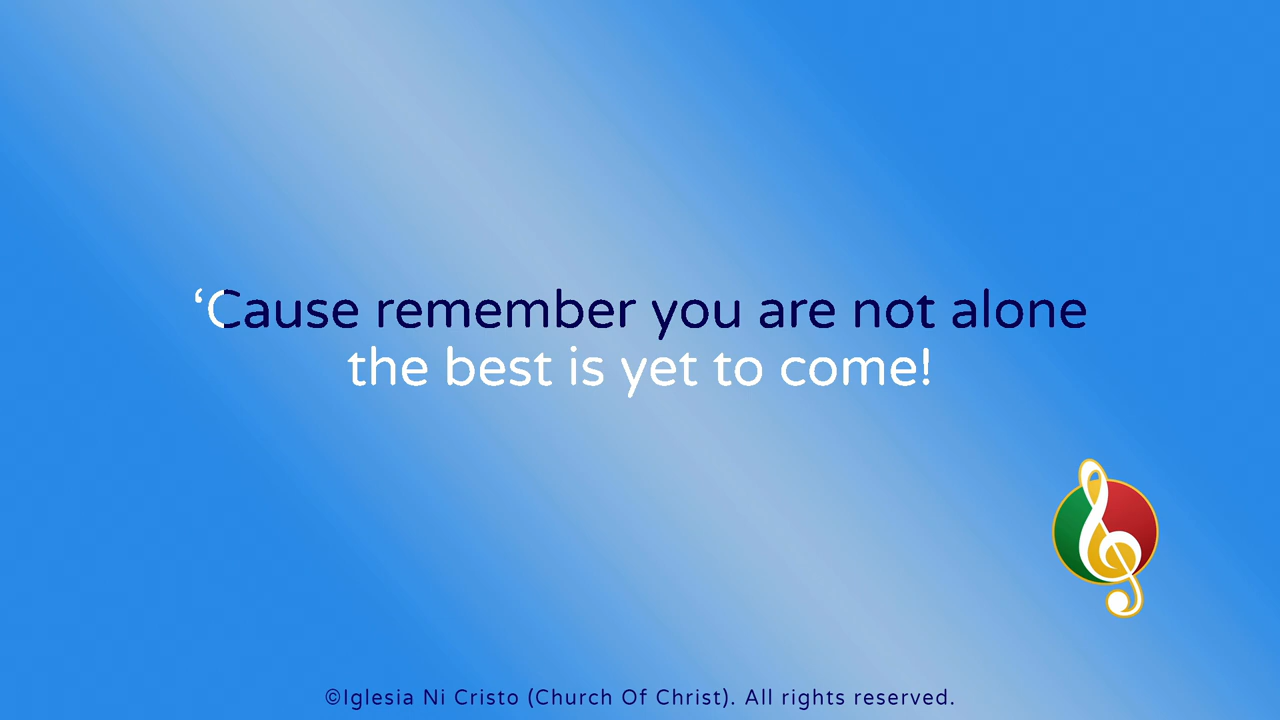 ‘Cause remember you are not alone
the best is yet to come!
©Iglesia Ni Cristo (Church Of Christ). All rights reserved.